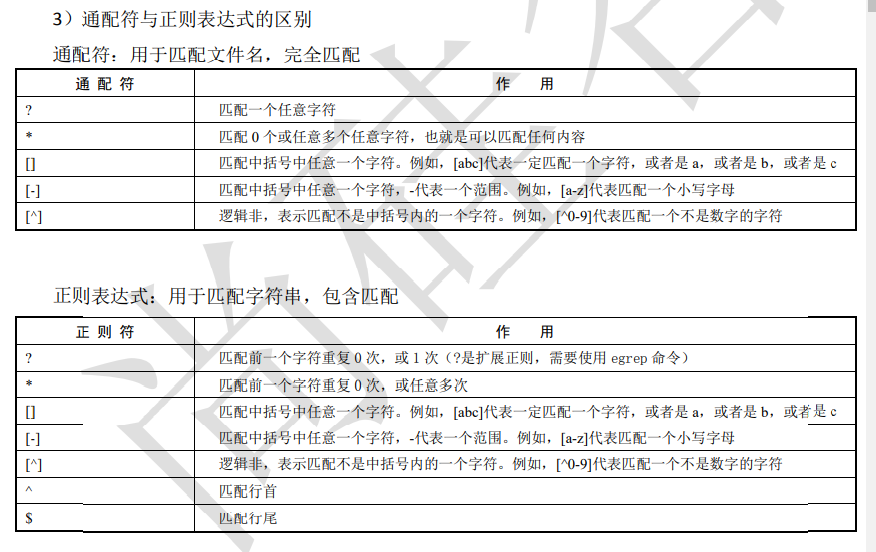 3）通配符与正则表达式的区别
通配符：用于匹配文件名，完全匹配
通 配 符 作 用
? 匹配一个任意字符
* 匹配 0 个或任意多个任意字符，也就是可以匹配任何内容
[] 匹配中括号中任意一个字符。例如，[abc]代表一定匹配一个字符，或者是 a，或者是 b，或者是 c
[-] 匹配中括号中任意一个字符，-代表一个范围。例如，[a-z]代表匹配一个小写字母
[^] 逻辑非，表示匹配不是中括号内的一个字符。例如，[^0-9]代表匹配一个不是数字的字符
正则表达式：用于匹配字符串，包含匹配
正 则 符 作 用
? 匹配前一个字符重复 0 次，或 1 次（?是扩展正则，需要使用 egrep 命令）
* 匹配前一个字符重复 0 次，或任意多次
[] 匹配中括号中任意一个字符。例如，[abc]代表一定匹配一个字符，或者是 a，或者是 b，或者是 c
[-] 匹配中括号中任意一个字符，-代表一个范围。例如，[a-z]代表匹配一个小写字母
[^] 逻辑非，表示匹配不是中括号内的一个字符。例如，[^0-9]代表匹配一个不是数字的字符
^ 匹配行首
$ 匹配行尾
尚硅